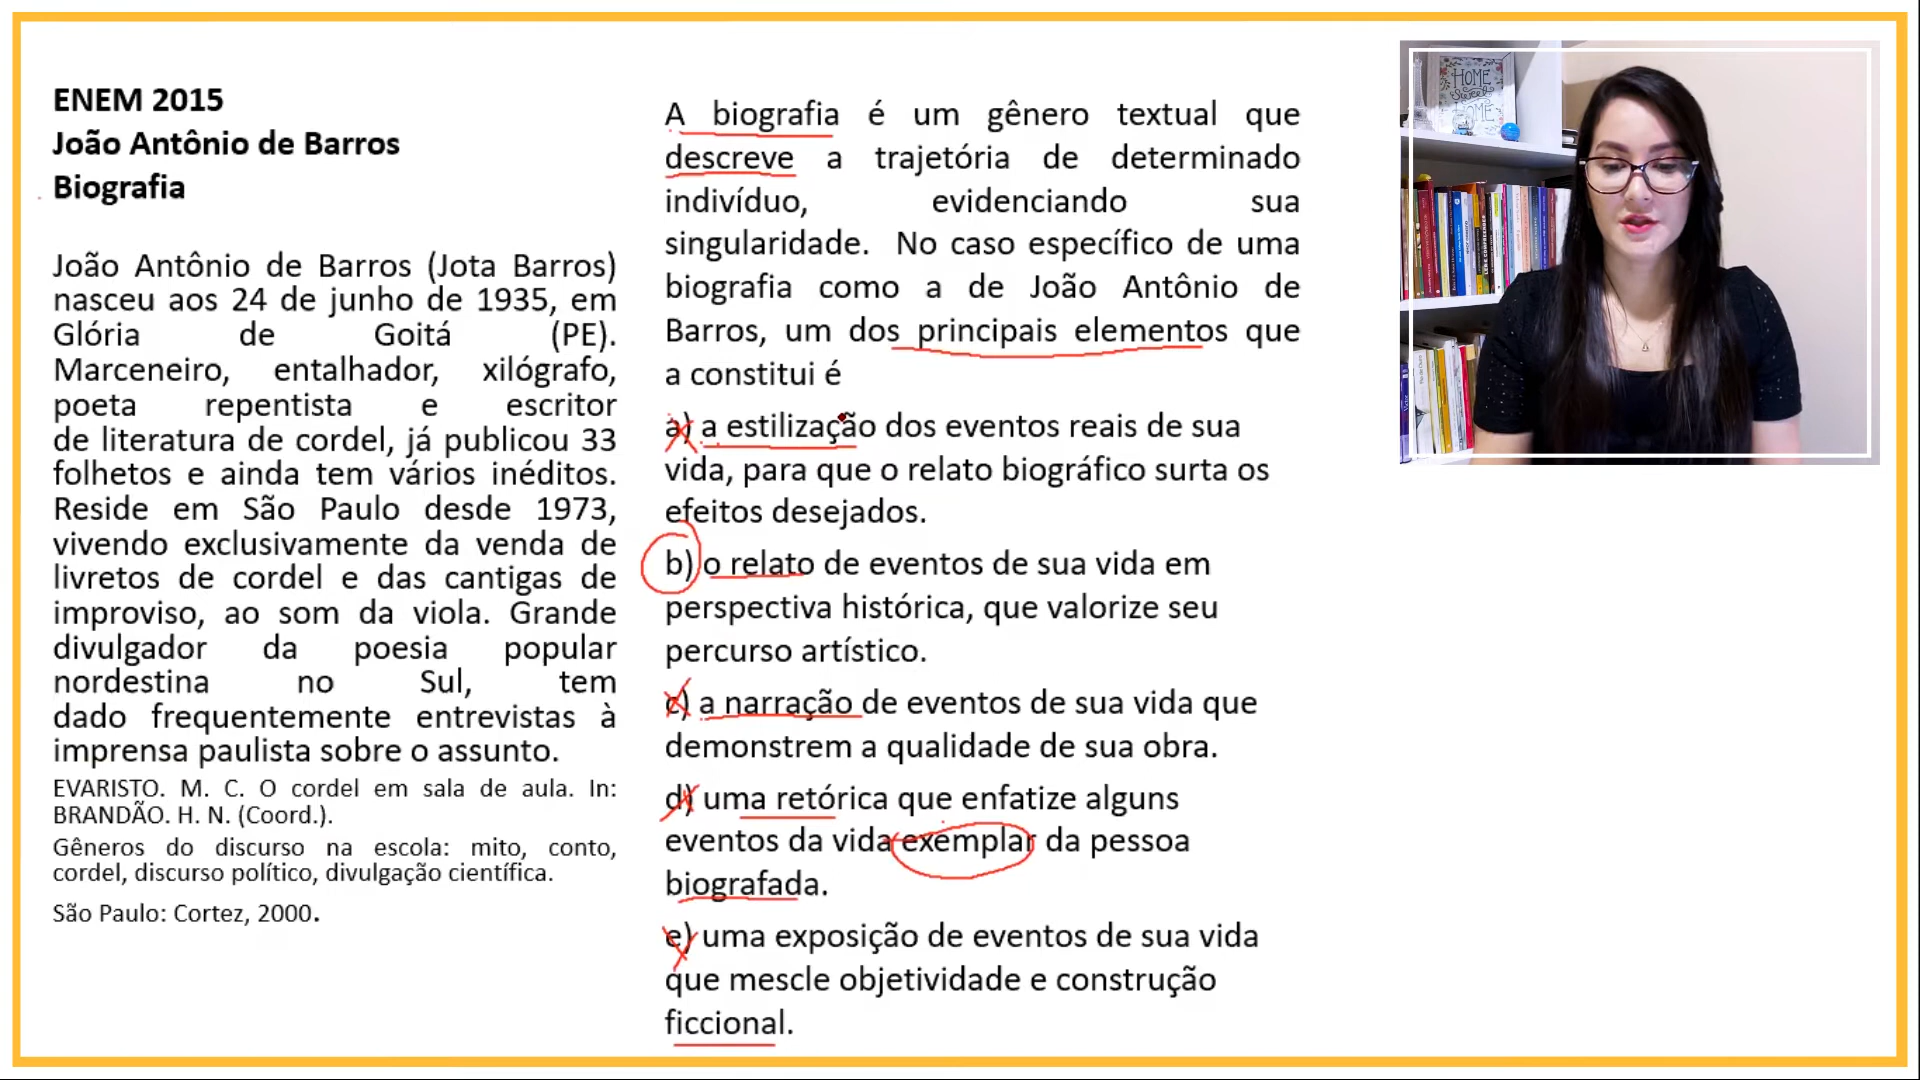 ENEM 2015
João Antônio de Barros
Biografia
João Antônio de Barros (Jota Barros)
nasceu aos 24 de junho de 1935, em
Glória de Goitá (PE).
Marceneiro, entalhador, xilógrafo,
poeta repentista e escritor
de literatura de cordel, já publicou 33
folhetos e ainda tem vários inéditos.
Reside em São Paulo desde 1973,
vivendo exclusivamente da venda de
livretos de cordel e das cantigas de
improviso, ao som da viola. Grande
divulgador da poesia popular
nordestina no Sul, tem
dado frequentemente entrevistas à
imprensa paulista sobre o assunto.
EVARISTO. M. C. O cordel em sala de aula. In:
BRANDÃO. H. N. (Coord.).
Gêneros do discurso na escola: mito, conto,
cordel, discurso político, divulgação científica.
São Paulo: Cortez, 2000.
A biografia é um gênero textual que
descreve a trajetória de determinado
indivíduo, evidenciando sua
singularidade. No caso específico de uma
biografia como a de João Antônio de
Barros, um dos principais elementos que
a constitui é
a) a estilização dos eventos reais de sua
vida, para que o relato biográfico surta os
efeitos desejados.
b) o relato de eventos de sua vida em
perspectiva histórica, que valorize seu
percurso artístico.
c) a narração de eventos de sua vida que
demonstrem a qualidade de sua obra.
d) uma retórica que enfatize alguns
eventos da vida exemplar da pessoa
biografada.
e) uma exposição de eventos de sua vida
que mescle objetividade e construção
ficcional.
HOME
Sweet
HOME